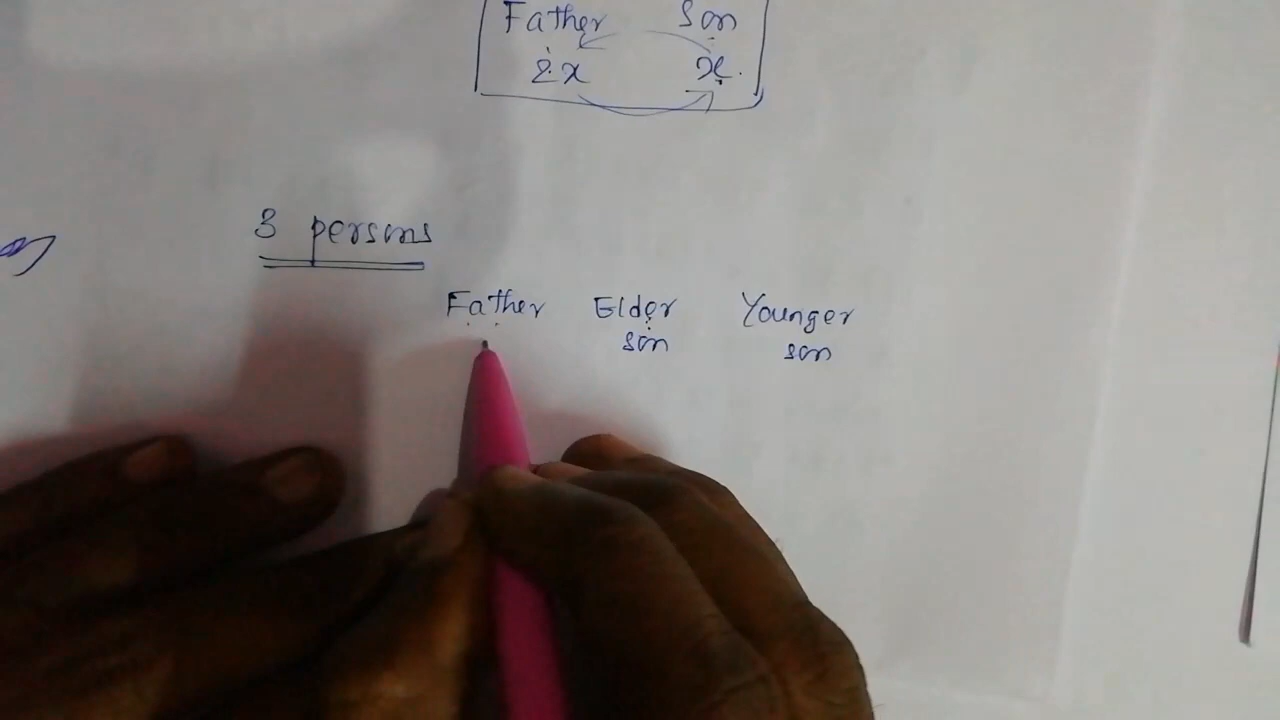 Father Son
2x x
3 persons
Father Elder Younger
son son